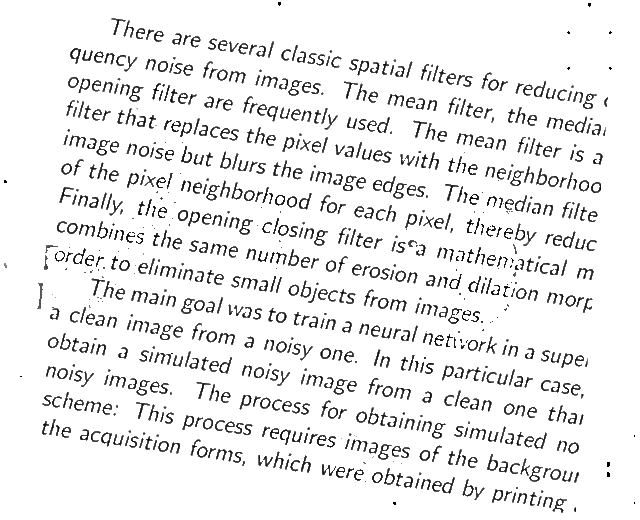 There are several classic spatial filters for reducing
quency noise from images. The mean filter, the media
opening filter are frequently used. The mean filter is a
filter that replaces the pixel values with the neighborhoo
image noise but blurs the image edges. The median filte
of the pixel neighborhood for each pixel, thereby reduc
Finally, the opening closing filter is a mathematical m
combines the same number of erosion and dilation morp
order to eliminate small objects from images.
The main goal was to train a neural network in a super
a clean image from a noisy one. In this particular case,
obtain a simulated noisy image from a clean one than
noisy images. The process for obtaining simulated no
scheme: This process requires images of the backgroun
the acquisition forms, which were obtained by printing